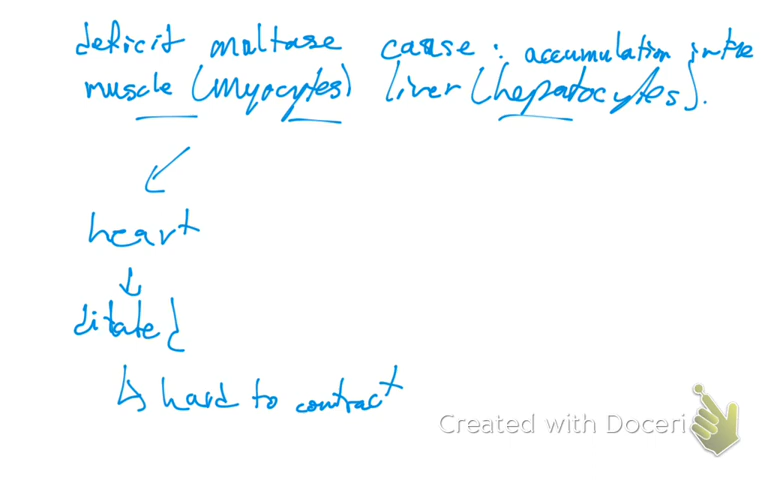 deficit maltase cause : accumulation in the
muscle (myocytes) liver (hepatocytes).
heart
dilated
hard to contract
Created with Doceri